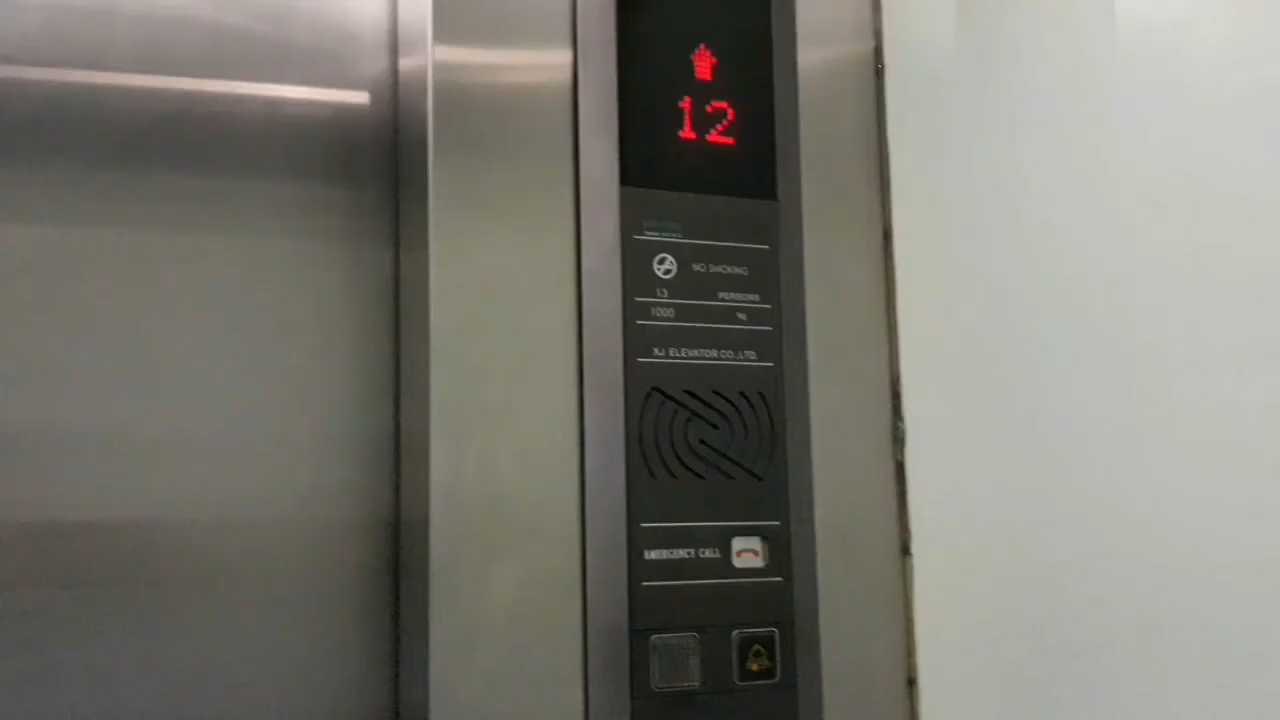 12
NO SMOKING
13 PERSONS
1000 kg
XJ ELEVATOR CO.,LTD.
EMERGENCY CALL